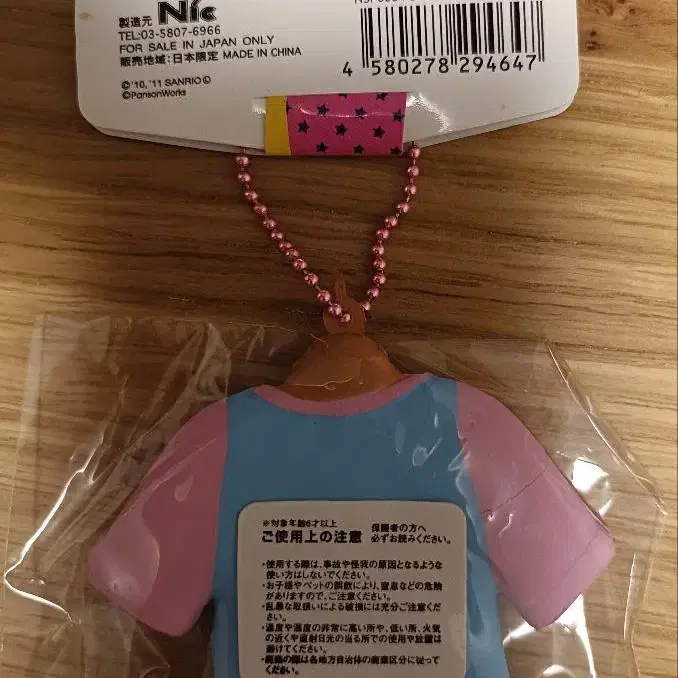 製造元 Nic
TEL:03-5807-6966
FOR SALE IN JAPAN ONLY
販売地域:日本限定 MADE IN CHINA
©'10,'11 SANRIO Ⓛ
©PansonWorks
4 580278 294647
※対象年齢6才以上
ご使用上の注意
保護者の方へ
必ずお読みください。
・使用する際は、事故や怪我の原因となるような
使い方はしないでください。
・お子様やペットの誤飲により、窒息などの危険
がありますので、ご注意ください。
・乱暴な取扱いによる破損には充分ご注意くださ
い。
・温度や湿度の非常に高い所や、低い所、火気
の近くや直射日光の当る所での使用や放置は
避けてください。
・廃棄の際は各地方自治体の廃棄区分に従って
ください。